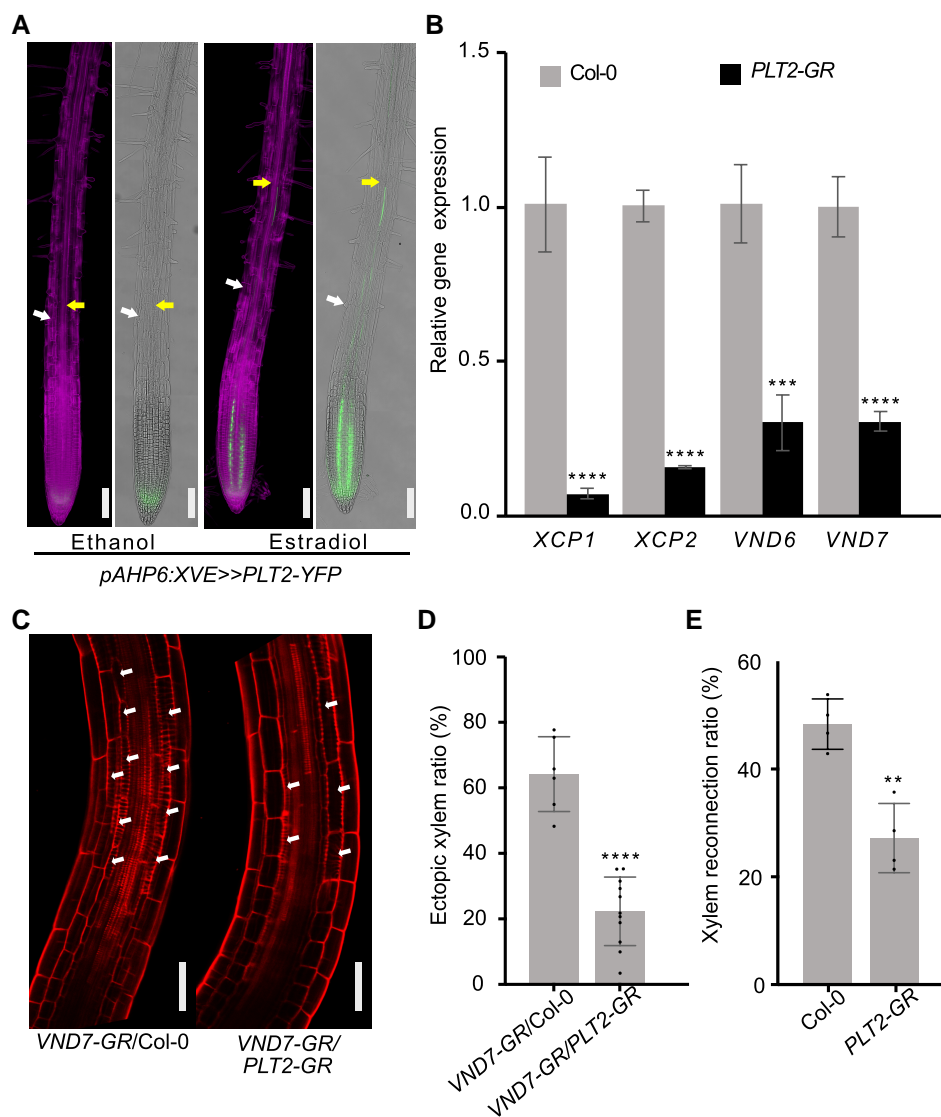 A
Ethanol
Estradiol
pAHP6:XVE>>PLT2-YFP
B
Relative gene expression
1.5
1.0
0.5
0.0
Col-0
PLT2-GR
****
****
***
****
XCP1
XCP2
VND6
VND7
C
VND7-GR/Col-0
VND7-GR/
PLT2-GR
D
Ectopic xylem ratio (%)
100
80
60
40
20
0
****
VND7-GR/Col-0
VND7-GR/PLT2-GR
E
Xylem reconnection ratio (%)
60
40
20
0
**
Col-0
PLT2-GR